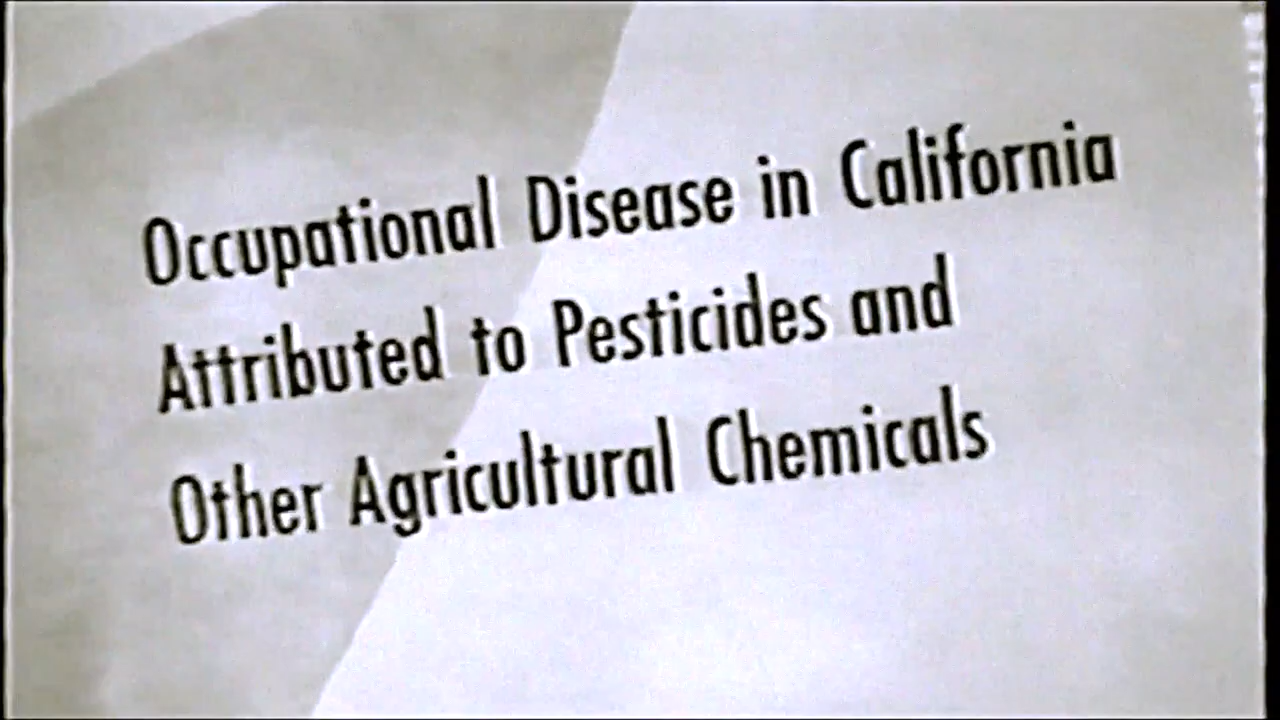 Occupational Disease in California
Attributed to Pesticides and
Other Agricultural Chemicals